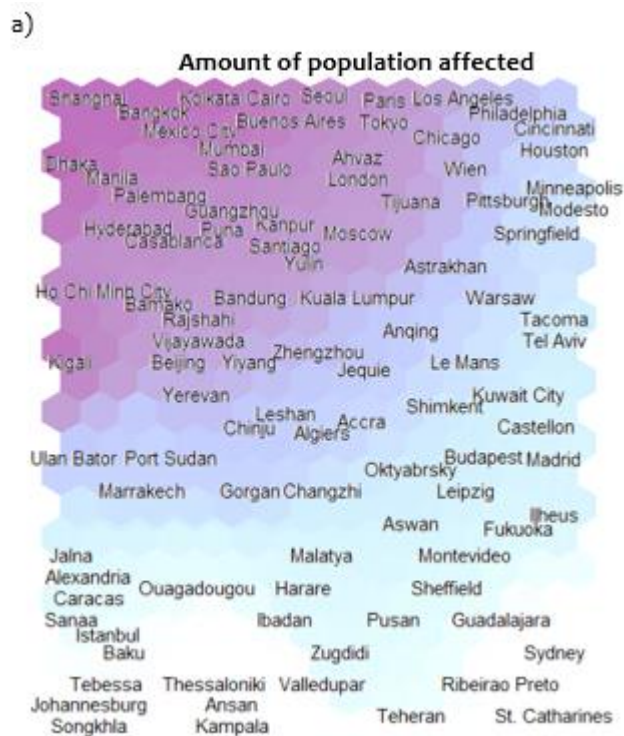 a)
Amount of population affected
Shanghai Kolkata Cairo Seoul Paris Los Angeles
Bangkok Philadelphia
Mexico City Buenos Aires Tokyo Cincinnati
Chicago
Mumbai Houston
Dhaka Sao Paulo Ahvaz Wien
Manila London Minneapolis
Palembang Tijuana Pittsburgh
Guangzhou Modesto
Hyderabad Puna Kanpur Moscow Springfield
Casablanca Santiago
Yulin Astrakhan
Ho Chi Minh City Bandung Kuala Lumpur Warsaw
Bamako
Rajshahi Tacoma
Anqing
Vijayawada Tel Aviv
Zhengzhou
Kigali Beijing Yiyang Le Mans
Jequie
Yerevan Kuwait City
Shimkent
Leshan
Accra
Chinju Algiers Castellon
Ulan Bator Port Sudan Budapest Madrid
Oktyabrsky
Marrakech Gorgan Changzhi Leipzig
Ilheus
Aswan Fukuoka
Jalna Malatya Montevideo
Alexandria
Ouagadougou Harare Sheffield
Caracas
Sanaa Ibadan Pusan Guadalajara
Istanbul
Baku Zugdidi Sydney
Tebessa Thessaloniki Valledupar Ribeirao Preto
Johannesburg Ansan
Teheran St. Catharines
Songkhla Kampala